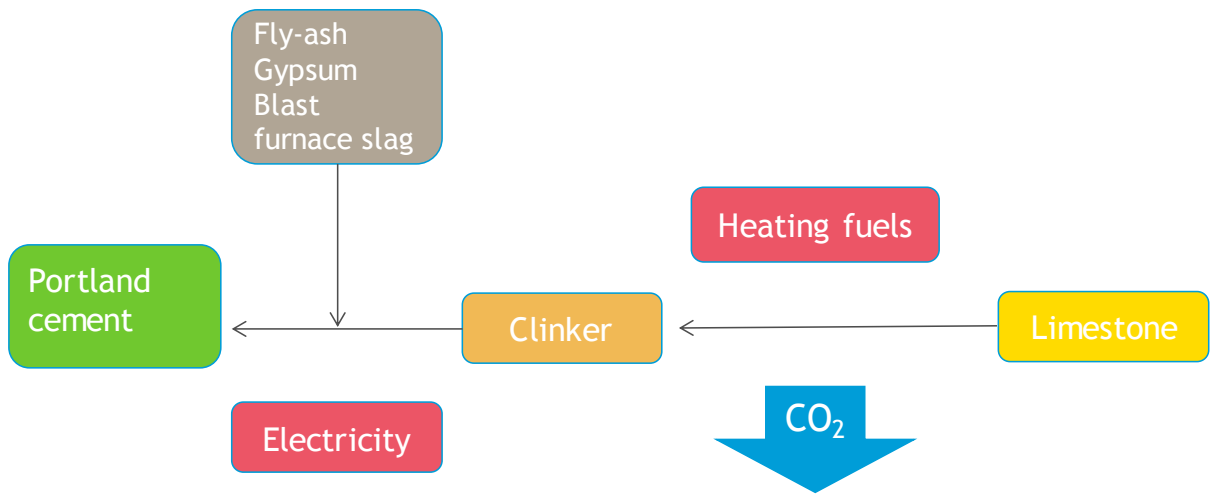 Fly-ash
Gypsum
Blast
furnace slag
Heating fuels
Portland
cement
Clinker
Limestone
CO₂
Electricity